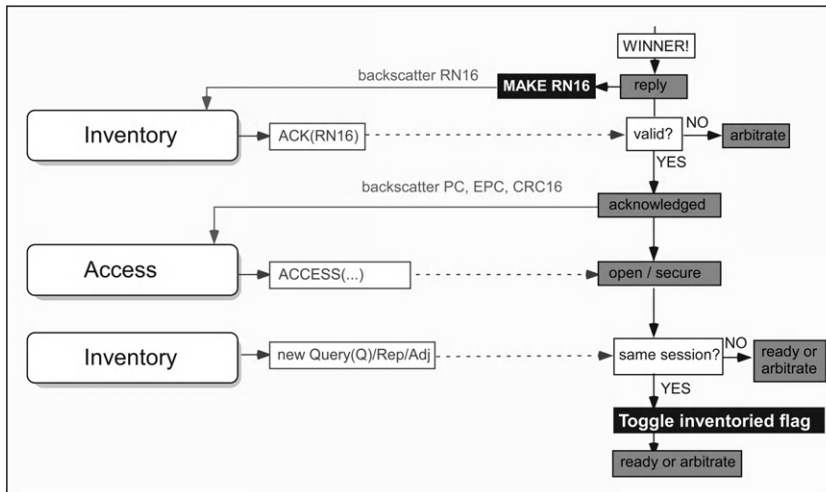 WINNER!
backscatter RN16
MAKE RN16
reply
Inventory
ACK(RN16)
valid?
NO
arbitrate
YES
backscatter PC, EPC, CRC16
acknowledged
Access
ACCESS(...)
open / secure
Inventory
new Query(Q)/Rep/Adj
same session?
NO
ready or
arbitrate
YES
Toggle inventoried flag
ready or arbitrate